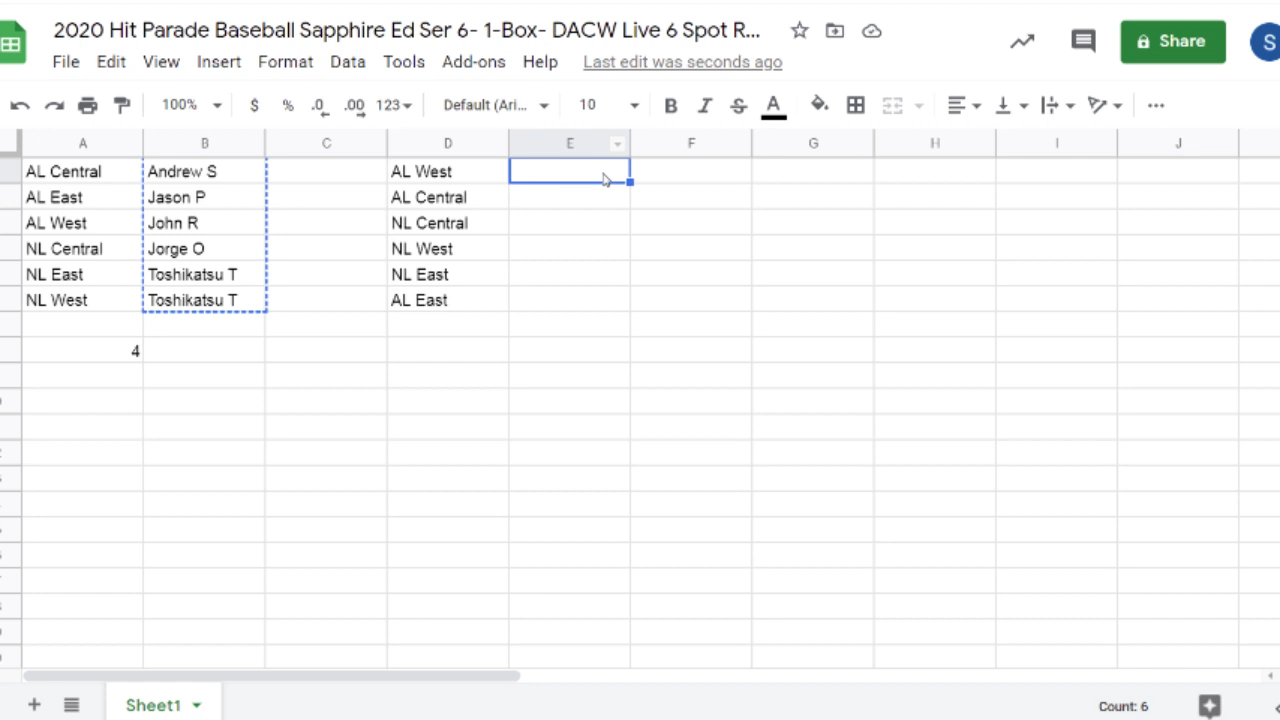 2020 Hit Parade Baseball Sapphire Ed Ser 6- 1-Box- DACW Live 6 Spot R...
Share
S
File Edit View Insert Format Data Tools Add-ons Help Last edit was seconds ago
100% $ % .0 .00 123 Default (Ari... 10 B I S A
A B C D E F G H I J
AL Central Andrew S AL West
AL East Jason P AL Central
AL West John R NL Central
NL Central Jorge O NL West
NL East Toshikatsu T NL East
NL West Toshikatsu T AL East
4
Sheet1
Count: 6